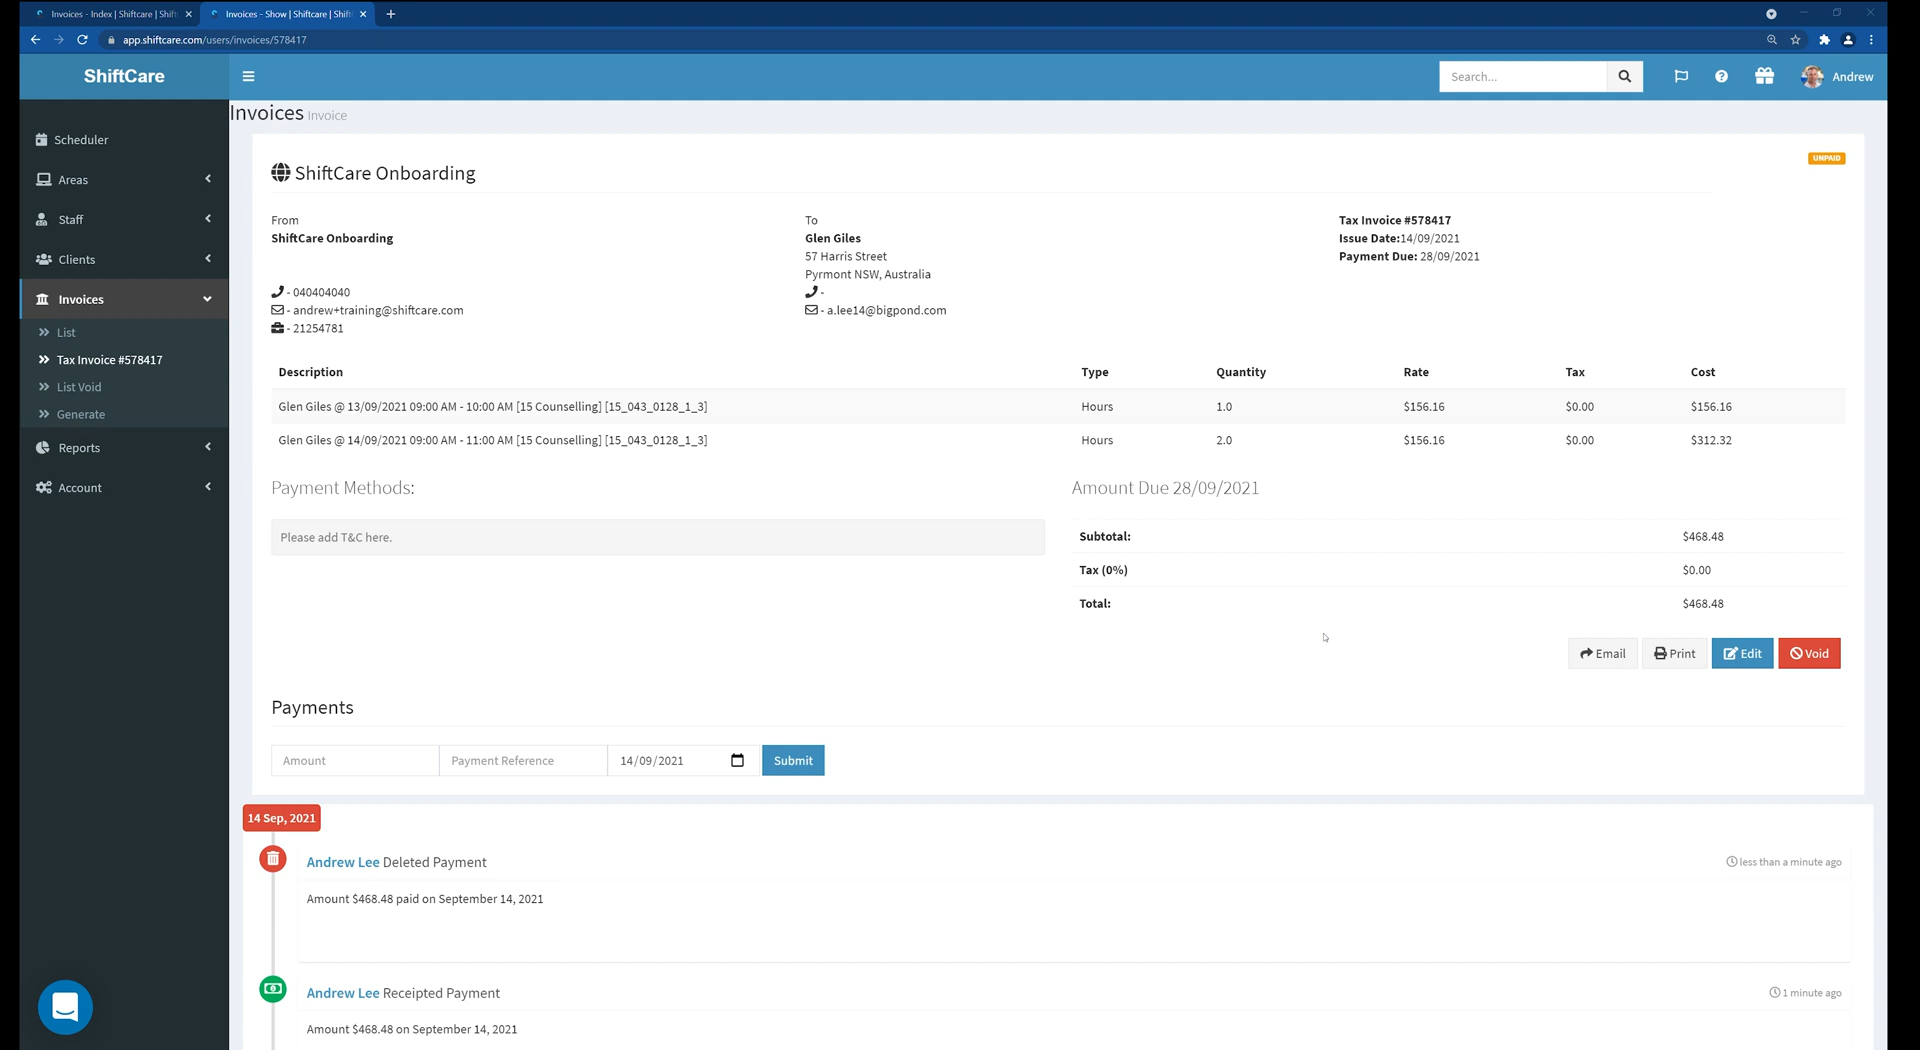 Invoices - Index | Shiftcare | Shift
Invoices - Show | Shiftcare | Shift
app.shiftcare.com/users/invoices/578417
ShiftCare
Search...
Andrew
Scheduler
Areas
Staff
Clients
Invoices
List
Tax Invoice #578417
List Void
Generate
Reports
Account
Invoices Invoice
ShiftCare Onboarding
UNPAID
From
ShiftCare Onboarding
- 040404040
- andrew+training@shiftcare.com
- 21254781
To
Glen Giles
57 Harris Street
Pyrmont NSW, Australia
-
- a.lee14@bigpond.com
Tax Invoice #578417
Issue Date:14/09/2021
Payment Due: 28/09/2021
Description Type Quantity Rate Tax Cost
Glen Giles @ 13/09/2021 09:00 AM - 10:00 AM [15 Counselling] [15_043_0128_1_3] Hours 1.0 $156.16 $0.00 $156.16
Glen Giles @ 14/09/2021 09:00 AM - 11:00 AM [15 Counselling] [15_043_0128_1_3] Hours 2.0 $156.16 $0.00 $312.32
Payment Methods:
Please add T&C here.
Amount Due 28/09/2021
Subtotal: $468.48
Tax (0%) $0.00
Total: $468.48
Email Print Edit Void
Payments
Amount Payment Reference 14/09/2021 Submit
14 Sep, 2021
Andrew Lee Deleted Payment less than a minute ago
Amount $468.48 paid on September 14, 2021
Andrew Lee Receipted Payment 1 minute ago
Amount $468.48 on September 14, 2021